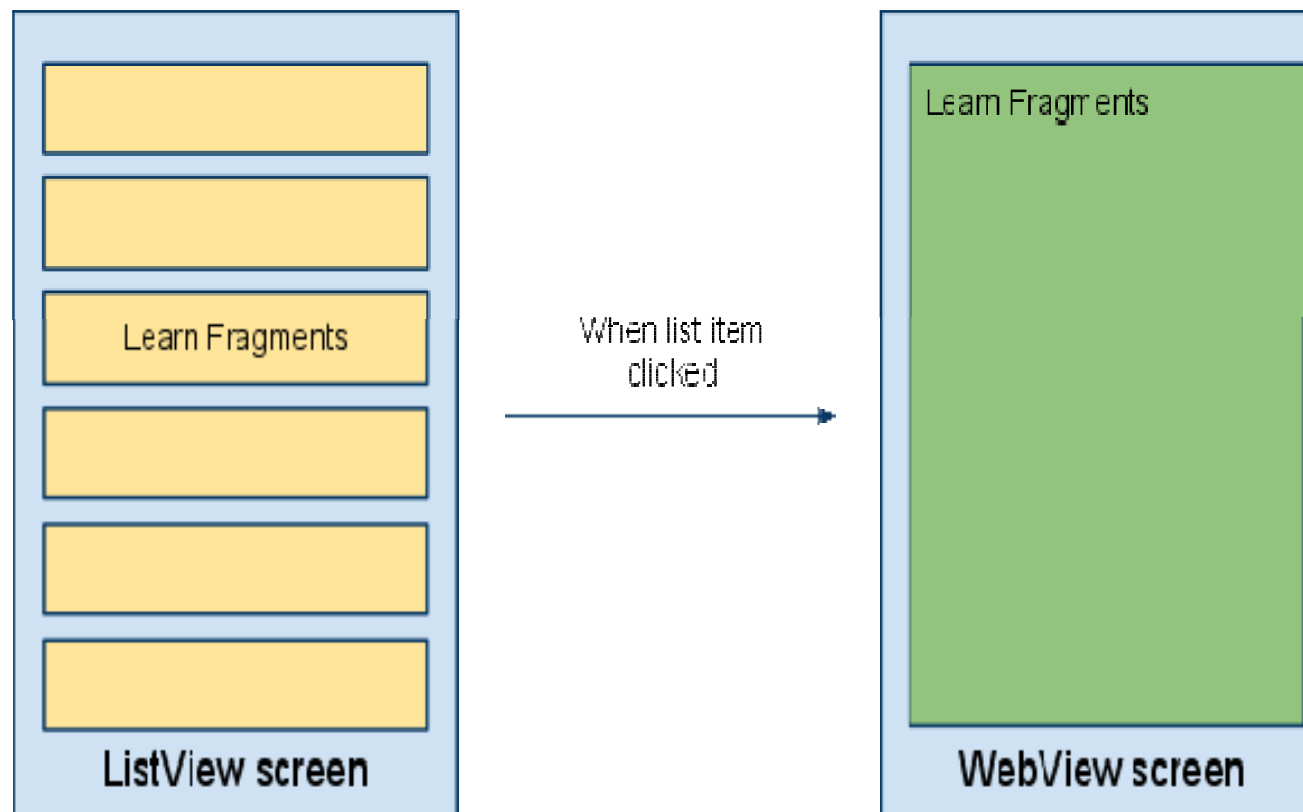 Learn Fragments
ListView screen
When list item
clicked
Learn Fragments
WebView screen